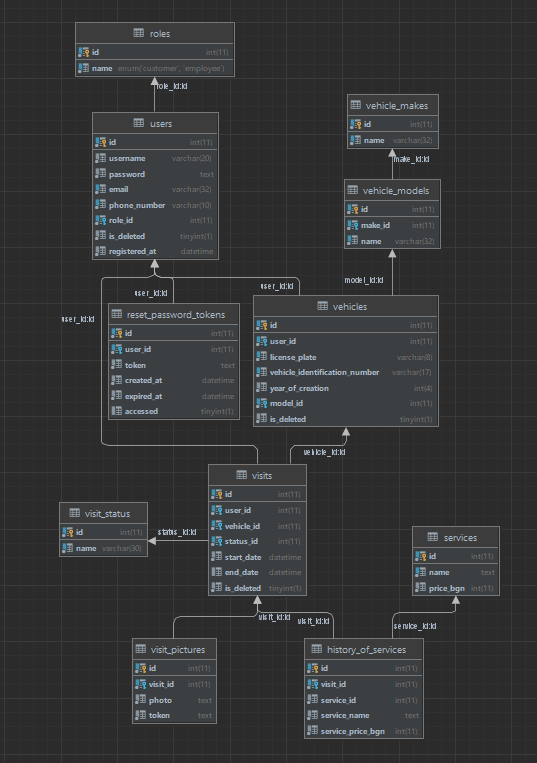 roles
id int(11)
name enum('customer', 'employee')
role_id:id
users
id int(11)
username varchar(20)
password text
email varchar(32)
phone_number varchar(10)
role_id int(11)
is_deleted tinyint(1)
registered_at datetime
vehicle_makes
id int(11)
name varchar(32)
make_id:id
vehicle_models
id int(11)
make_id int(11)
name varchar(32)
user_id:id
user_id:id
user_id:id
model_id:id
reset_password_tokens
id int(11)
user_id int(11)
token text
created_at datetime
expired_at datetime
accessed tinyint(1)
vehicles
id int(11)
user_id int(11)
license_plate varchar(8)
vehicle_identification_number varchar(17)
year_of_creation int(4)
model_id int(11)
is_deleted tinyint(1)
vehicle_id:id
visits
id int(11)
user_id int(11)
vehicle_id int(11)
status_id int(11)
start_date datetime
end_date datetime
is_deleted tinyint(1)
visit_status
id int(11)
name varchar(30)
status_id:id
services
id int(11)
name text
price_bgn int(11)
visit_id:id
visit_id:id
service_id:id
visit_pictures
id int(11)
visit_id int(11)
photo text
token text
history_of_services
id int(11)
visit_id int(11)
service_id int(11)
service_name text
service_price_bgn int(11)